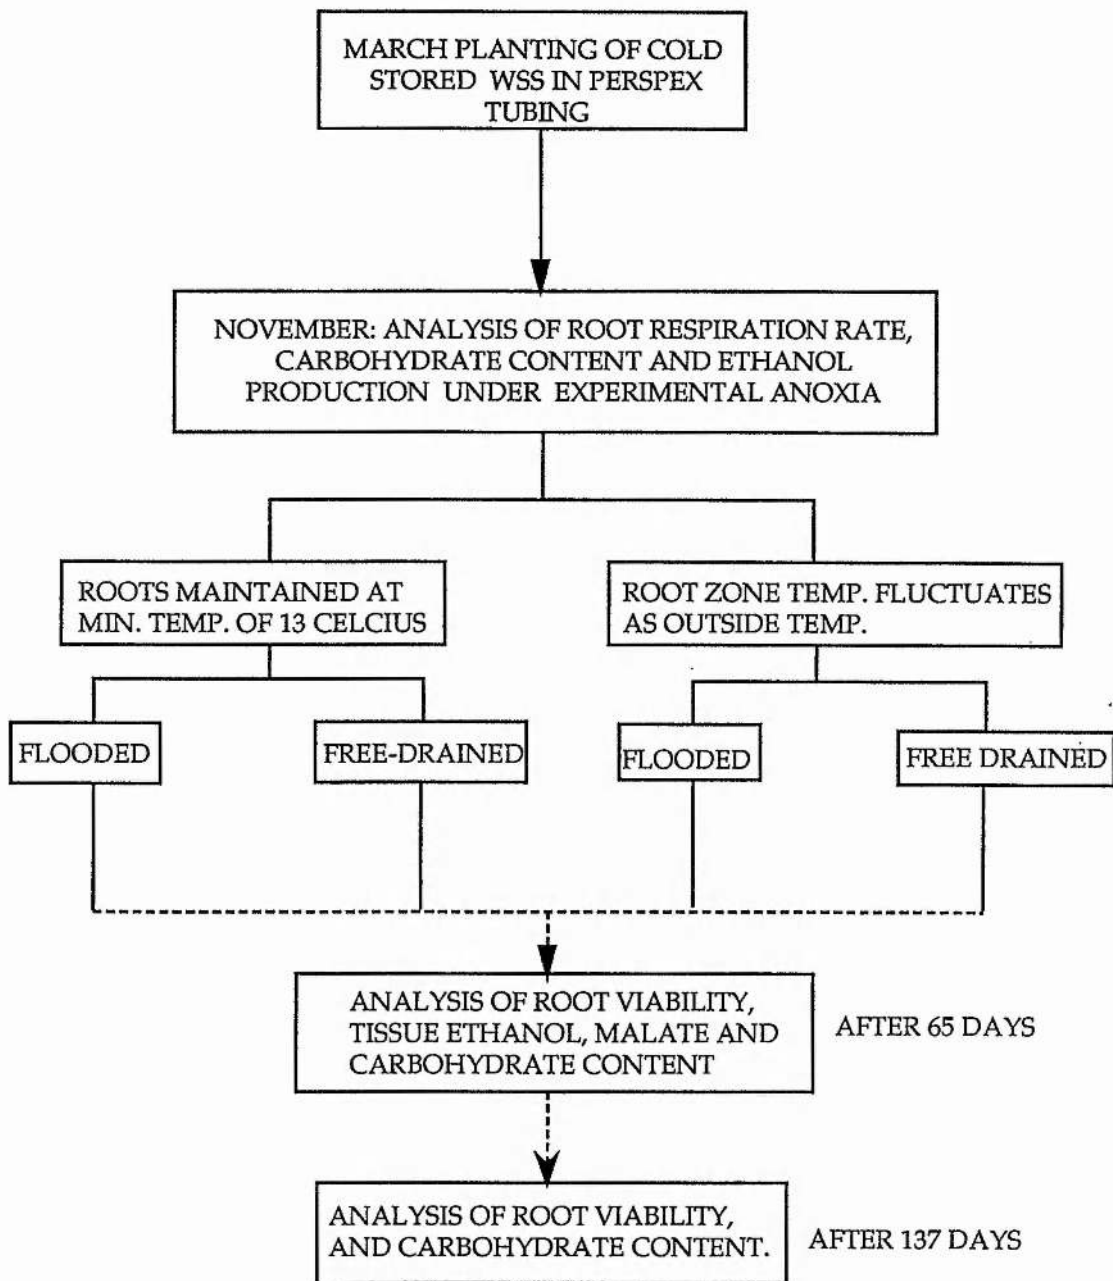 MARCH PLANTING OF COLD
STORED WSS IN PERSPEX
TUBING
NOVEMBER: ANALYSIS OF ROOT RESPIRATION RATE,
CARBOHYDRATE CONTENT AND ETHANOL
PRODUCTION UNDER EXPERIMENTAL ANOXIA
ROOTS MAINTAINED AT
MIN. TEMP. OF 13 CELCIUS
ROOT ZONE TEMP. FLUCTUATES
AS OUTSIDE TEMP.
FLOODED
FREE-DRAINED
FLOODED
FREE DRAINED
ANALYSIS OF ROOT VIABILITY,
TISSUE ETHANOL, MALATE AND
CARBOHYDRATE CONTENT
AFTER 65 DAYS
ANALYSIS OF ROOT VIABILITY,
AND CARBOHYDRATE CONTENT.
AFTER 137 DAYS